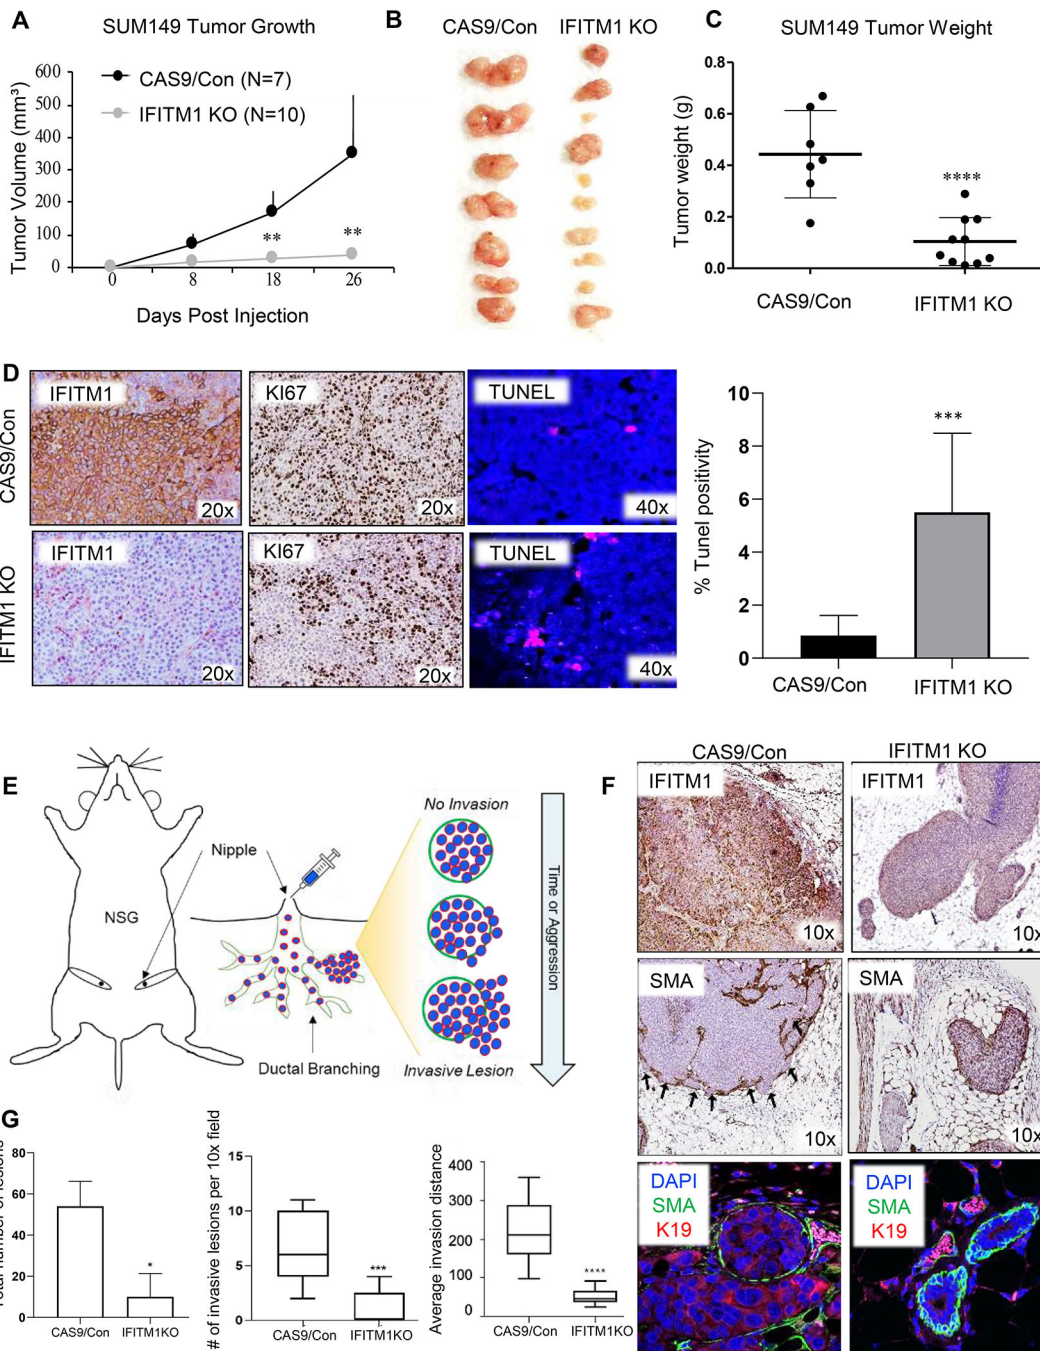 A
SUM149 Tumor Growth
Tumor Volume (mm³)
600
500
400
300
200
100
0
CAS9/Con (N=7)
IFITM1 KO (N=10)
**
**
0
8
18
26
Days Post Injection
B
CAS9/Con
IFITM1 KO
C
SUM149 Tumor Weight
Tumor weight (g)
0.8
0.6
0.4
0.2
0.0
****
CAS9/Con
IFITM1 KO
D
CAS9/Con
IFITM1
20x
KI67
20x
TUNEL
40x
IFITM1 KO
IFITM1
20x
KI67
20x
TUNEL
40x
% Tunel positivity
10
8
6
4
2
0
***
CAS9/Con
IFITM1 KO
E
NSG
Nipple
Ductal Branching
No Invasion
Invasive Lesion
Time or Aggression
F
CAS9/Con
IFITM1 KO
IFITM1
10x
IFITM1
10x
SMA
10x
SMA
10x
DAPI
SMA
K19
DAPI
SMA
K19
G
80
60
40
20
0
*
CAS9/Con
IFITM1KO
# of invasive lesions per 10x field
15
10
5
0
***
CAS9/Con
IFITM1KO
Average invasion distance
400
300
200
100
0
****
CAS9/Con
IFITM1KO